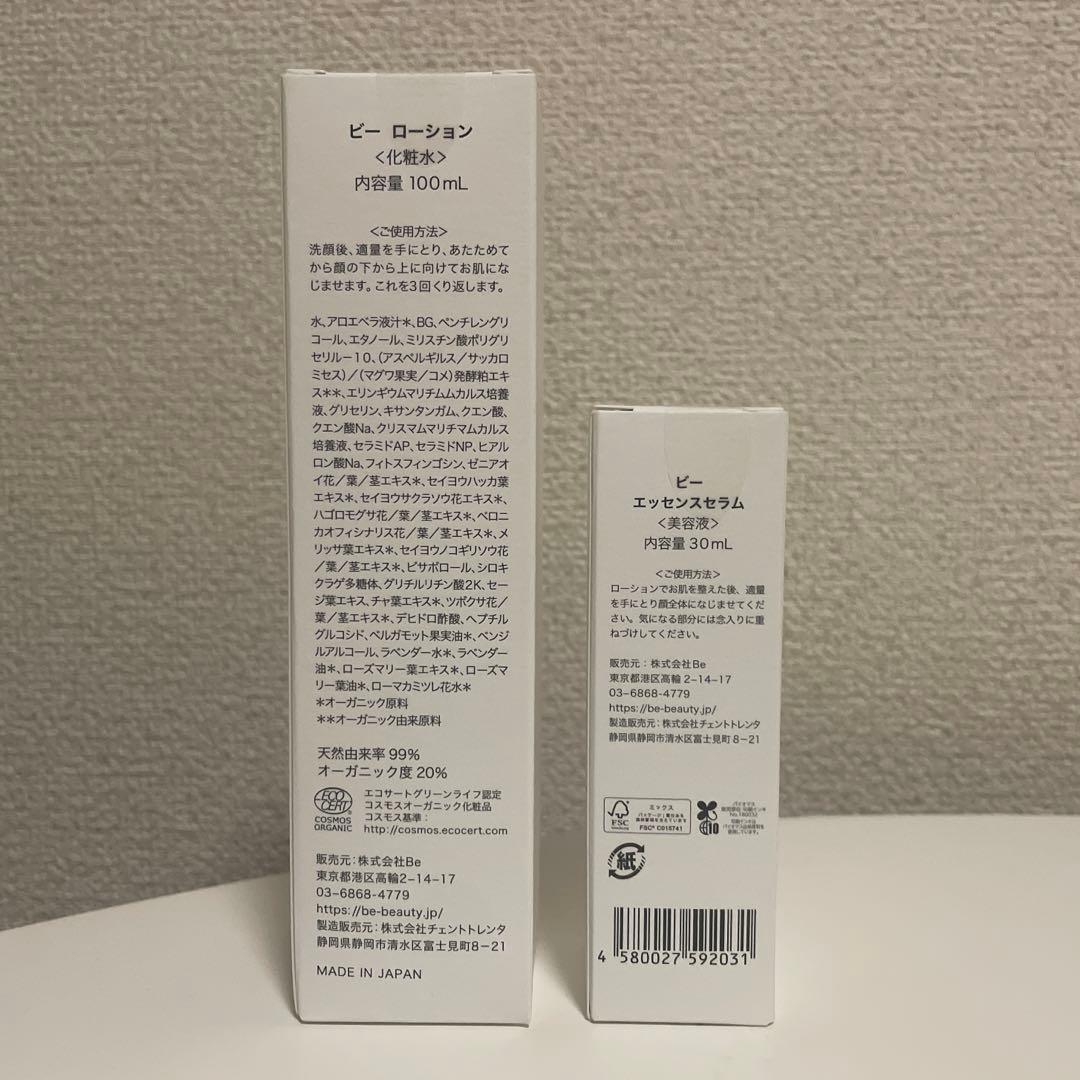 ビー ローション
<化粧水>
内容量 100mL
<ご使用方法>
洗顔後、適量を手にとり、あたためて
から顔の下から上に向けてお肌にな
じませます。これを3回くり返します。
水、アロエベラ液汁＊、BG、ペンチレングリ
コール、エタノール、ミリスチン酸ポリグリ
セリル－10、(アスペルギルス／サッカロ
ミセス)／(マグワ果実／コメ)発酵粕エキ
ス＊＊、エリンギウムマリチムムカルス培養
液、グリセリン、キサンタンガム、クエン酸、
クエン酸Na、クリスマムマリチマムカルス
培養液、セラミドAP、セラミドNP、ヒアル
ロン酸Na、フィトスフィンゴシン、ゼニアオ
イ花／葉／茎エキス＊、セイヨウハッカ葉
エキス＊、セイヨウサクラソウ花エキス＊、
ハゴロモグサ花／葉／茎エキス＊、ベロニ
カオフィシナリス花／葉／茎エキス＊、メ
リッサ葉エキス＊、セイヨウノコギリソウ花
／葉／茎エキス＊、ビサボロール、シロキ
クラゲ多糖体、グリチルリチン酸2K、セー
ジ葉エキス、チャ葉エキス＊、ツボクサ花／
葉／茎エキス＊、デヒドロ酢酸、ヘプチル
グルコシド、ベルガモット果実油＊、ベンジ
ルアルコール、ラベンダー水＊、ラベンダー
油＊、ローズマリー葉エキス＊、ローズマ
リー葉油＊、ローマカミツレ花水＊
＊オーガニック原料
＊＊オーガニック由来原料
天然由来率 99%
オーガニック度 20%
ECO
CERT
COSMOS
ORGANIC
エコサートグリーンライフ認定
コスモスオーガニック化粧品
コスモス基準：
http://cosmos.ecocert.com
販売元：株式会社Be
東京都港区高輪2-14-17
03-6868-4779
https://be-beauty.jp/
製造販売元：株式会社チェントトレンタ
静岡県静岡市清水区富士見町8－21
MADE IN JAPAN
ビー
エッセンスセラム
<美容液>
内容量 30mL
<ご使用方法>
ローションでお肌を整えた後、適量
を手にとり顔全体になじませてくだ
さい。気になる部分には念入りに重
ねづけしてください。
販売元：株式会社Be
東京都港区高輪 2-14-17
03-6868-4779
https://be-beauty.jp/
製造販売元：株式会社チェントトレンタ
静岡県静岡市清水区富士見町 8－21
FSC
ミックス
パッケージ｜責任ある
森林管理を支えています
FSC® C015741
10
バイオマス
No.180032
紙
4 580027 592031